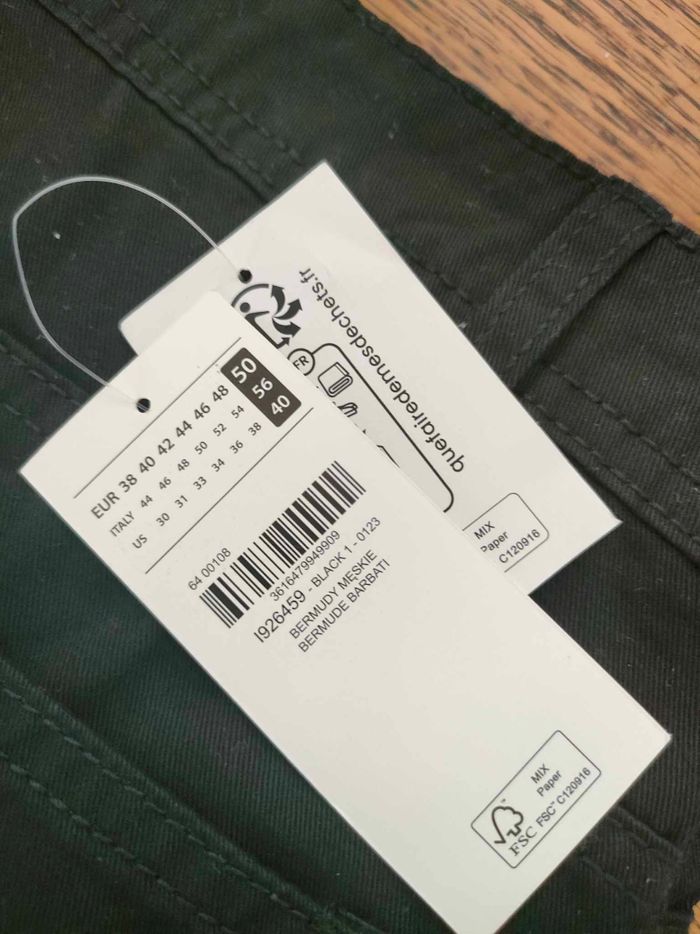 EUR 38 40 42 44 46 48 50
ITALY 44 46 48 50 52 54 56
US 30 31 33 34 36 38 40
64 00108
3616479949909
I926459 - BLACK 1 - 0123
BERMUDY MĘSKIE
BERMUDE BARBATI
MIX
Paper
FSC FSC™ C120916
quefairedemesdechets.fr
FR
MIX
Paper
C120916